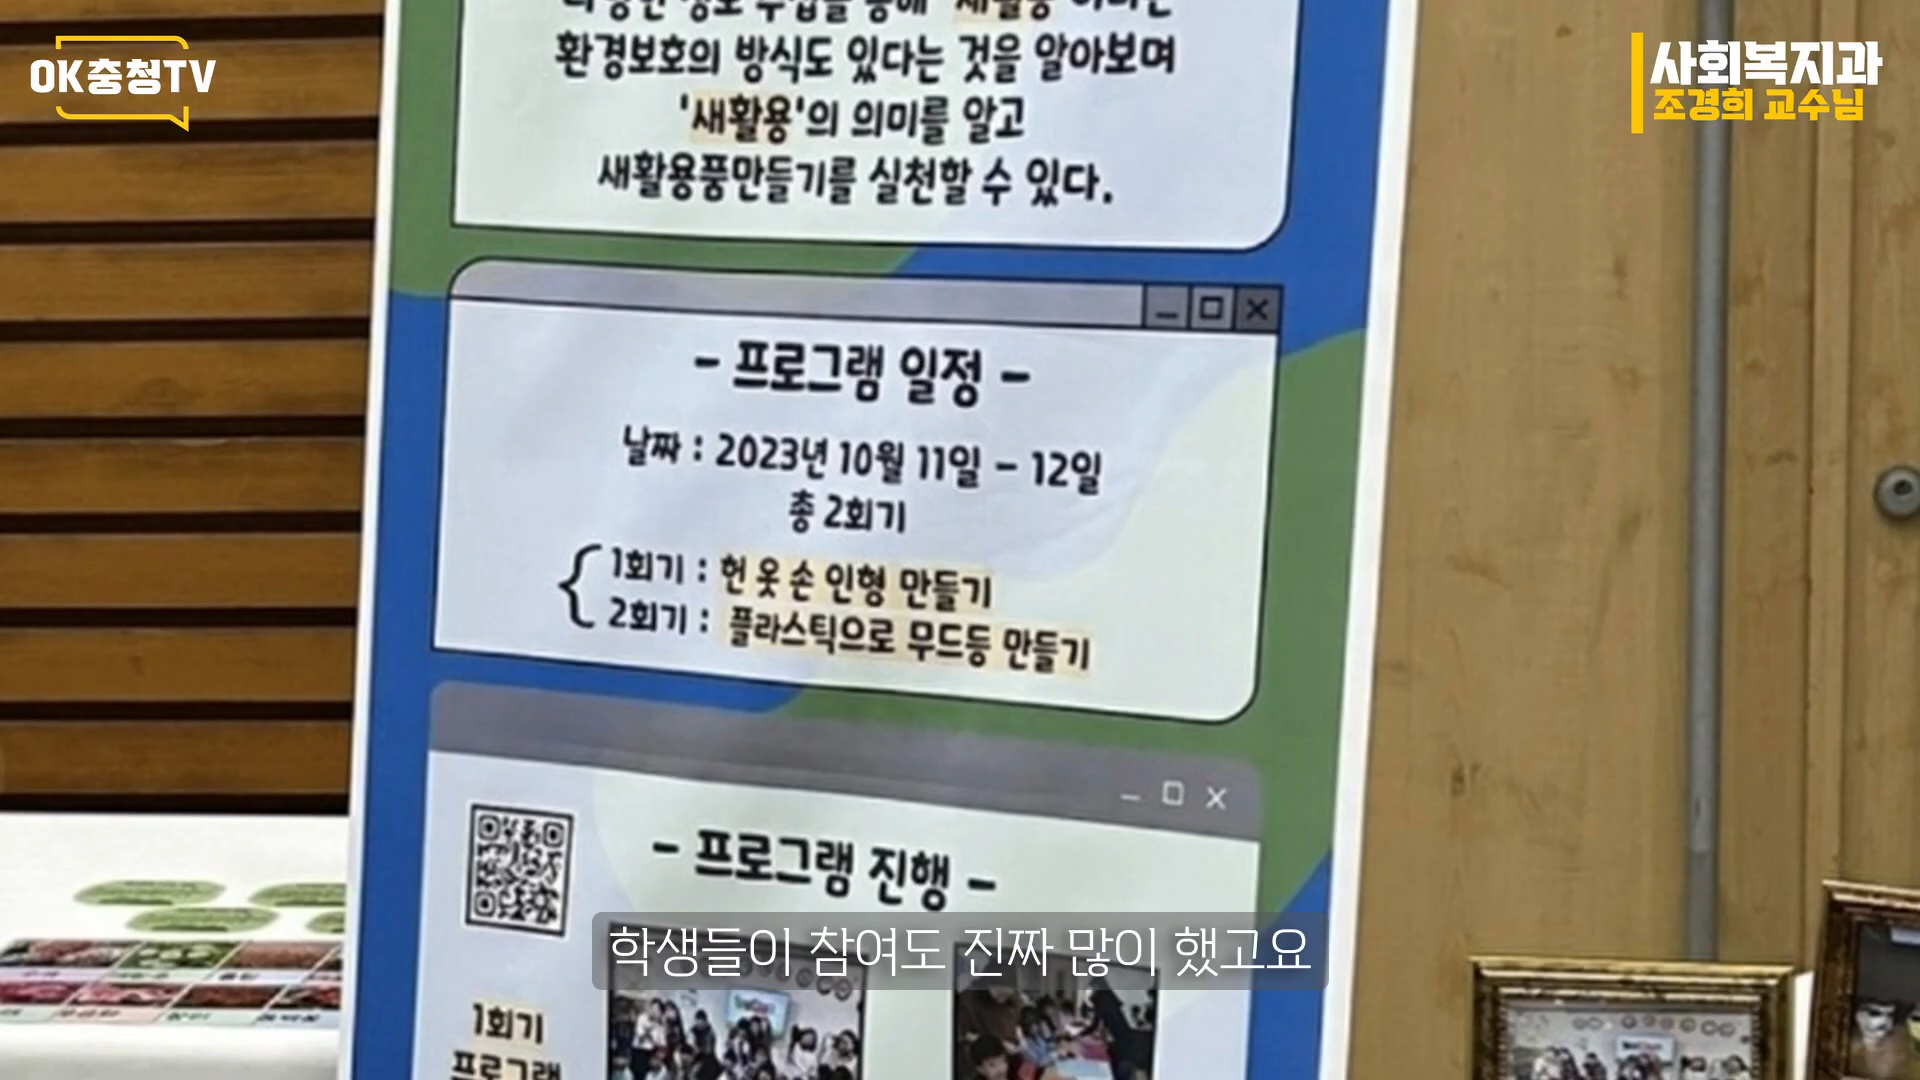 OK충청TV
사회복지과
조경희 교수님
환경보호의 방식도 있다는 것을 알아보며
'새활용'의 의미를 알고
새활용품만들기를 실천할 수 있다.
- 프로그램 일정 -
날짜 : 2023년 10월 11일 - 12일
총 2회기
1회기 : 헌 옷 손 인형 만들기
2회기 : 플라스틱으로 무드등 만들기
- 프로그램 진행 -
학생들이 참여도 진짜 많이 했고요
1회기
프로그램